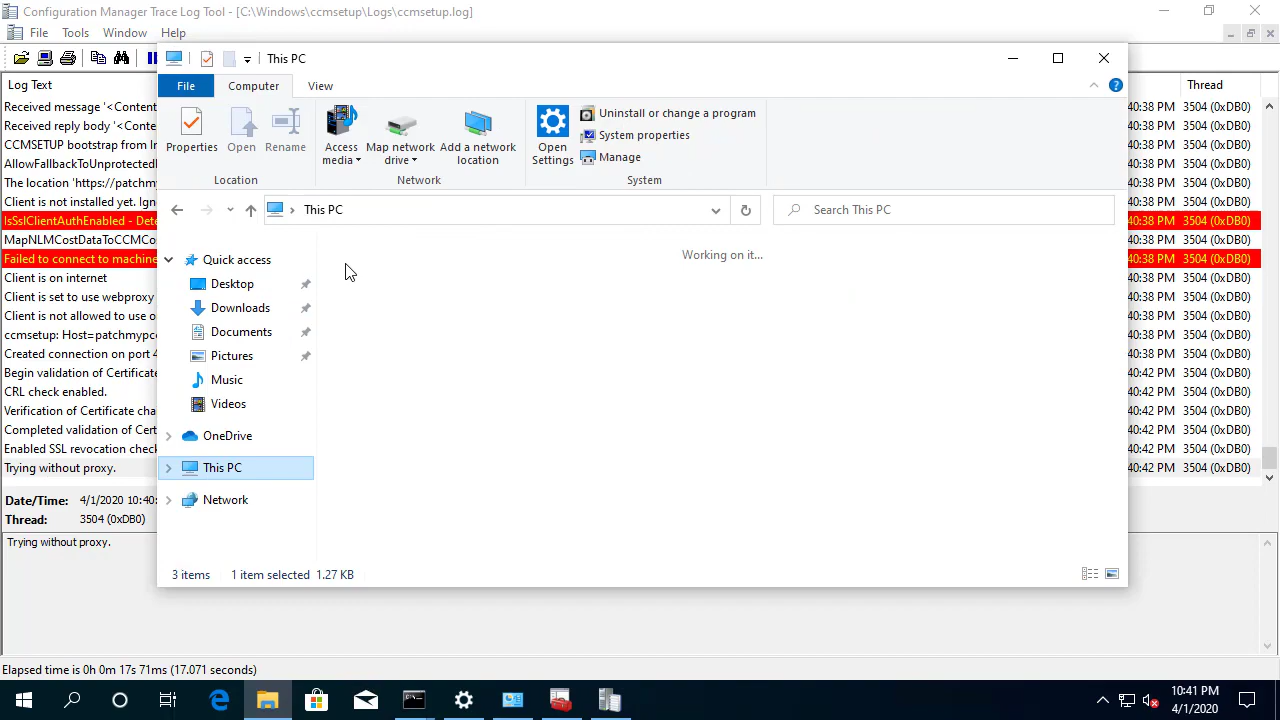 Configuration Manager Trace Log Tool - [C:\Windows\ccmsetup\Logs\ccmsetup.log]
File Tools Window Help
This PC
File Computer View
Properties Open Rename
Access media Map network drive Add a network location
Open Settings
Uninstall or change a program
System properties
Manage
Location Network System
This PC
Search This PC
Working on it...
Quick access
Desktop
Downloads
Documents
Pictures
Music
Videos
OneDrive
This PC
Network
3 items 1 item selected 1.27 KB
Log Text Thread
Received message '<Conten 40:38 PM 3504 (0xDB0)
Received reply body '<Conte 40:38 PM 3504 (0xDB0)
CCMSETUP bootstrap from In 40:38 PM 3504 (0xDB0)
AllowFallbackToUnprotectedI 40:38 PM 3504 (0xDB0)
The location 'https://patchmy 40:38 PM 3504 (0xDB0)
Client is not installed yet. Ign 40:38 PM 3504 (0xDB0)
IsSslClientAuthEnabled - Dete 40:38 PM 3504 (0xDB0)
MapNLMCostDataToCCMCo 40:38 PM 3504 (0xDB0)
Failed to connect to machine 40:38 PM 3504 (0xDB0)
Client is on internet 40:38 PM 3504 (0xDB0)
Client is set to use webproxy 40:38 PM 3504 (0xDB0)
Client is not allowed to use o 40:38 PM 3504 (0xDB0)
ccmsetup: Host=patchmypc 40:38 PM 3504 (0xDB0)
Created connection on port 4 40:38 PM 3504 (0xDB0)
Begin validation of Certificate 40:42 PM 3504 (0xDB0)
CRL check enabled. 40:42 PM 3504 (0xDB0)
Verification of Certificate cha 40:42 PM 3504 (0xDB0)
Completed validation of Cert 40:42 PM 3504 (0xDB0)
Enabled SSL revocation check 40:42 PM 3504 (0xDB0)
Trying without proxy. 40:42 PM 3504 (0xDB0)
Date/Time: 4/1/2020 10:40:
Thread: 3504 (0xDB0)
Trying without proxy.
Elapsed time is 0h 0m 17s 71ms (17.071 seconds)
10:41 PM
4/1/2020